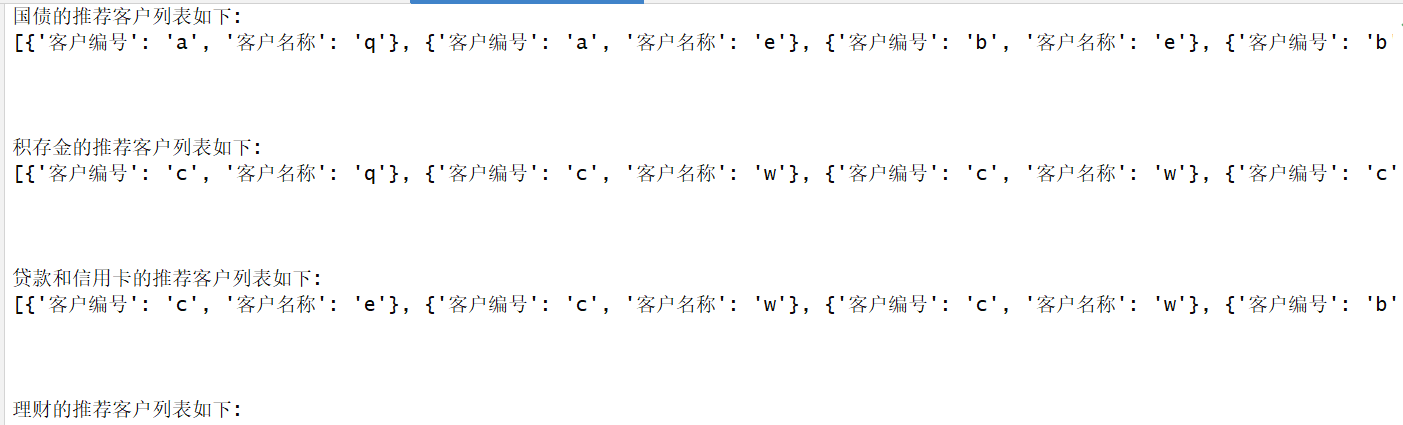 国债的推荐客户列表如下:
[{'客户编号': 'a', '客户名称': 'q'}, {'客户编号': 'a', '客户名称': 'e'}, {'客户编号': 'b', '客户名称': 'e'}, {'客户编号': 'b'
积存金的推荐客户列表如下:
[{'客户编号': 'c', '客户名称': 'q'}, {'客户编号': 'c', '客户名称': 'w'}, {'客户编号': 'c', '客户名称': 'w'}, {'客户编号': 'c'
贷款和信用卡的推荐客户列表如下:
[{'客户编号': 'c', '客户名称': 'e'}, {'客户编号': 'c', '客户名称': 'w'}, {'客户编号': 'c', '客户名称': 'w'}, {'客户编号': 'b'
理财的推荐客户列表如下: